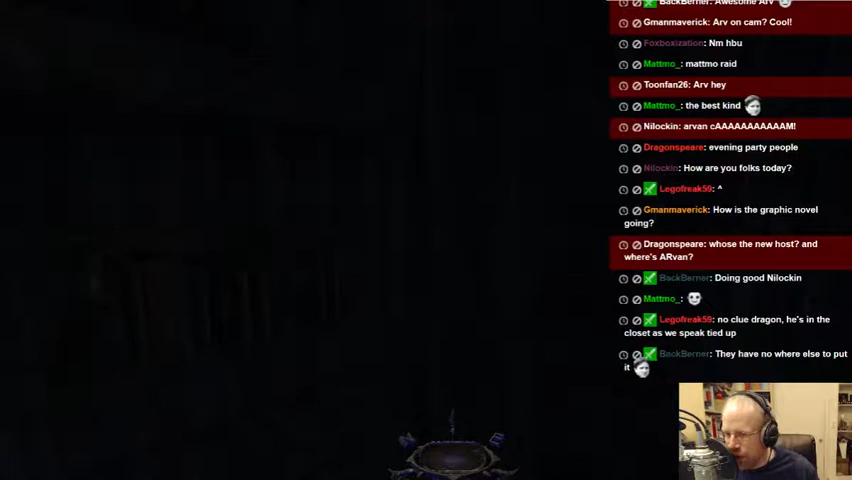 BackBerner: Awesome Arv
Gmanmaverick: Arv on cam? Cool!
Foxboxization: Nm hbu
Mattmo_: mattmo raid
Toonfan26: Arv hey
Mattmo_: the best kind
Nilockin: arvan cAAAAAAAAAAM!
Dragonspeare: evening party people
Nilockin: How are you folks today?
Legofreak59: ^
Gmanmaverick: How is the graphic novel
going?
Dragonspeare: whose the new host? and
where's ARvan?
BackBerner: Doing good Nilockin
Mattmo_:
Legofreak59: no clue dragon, he's in the
closet as we speak tied up
BackBerner: They have no where else to put
it